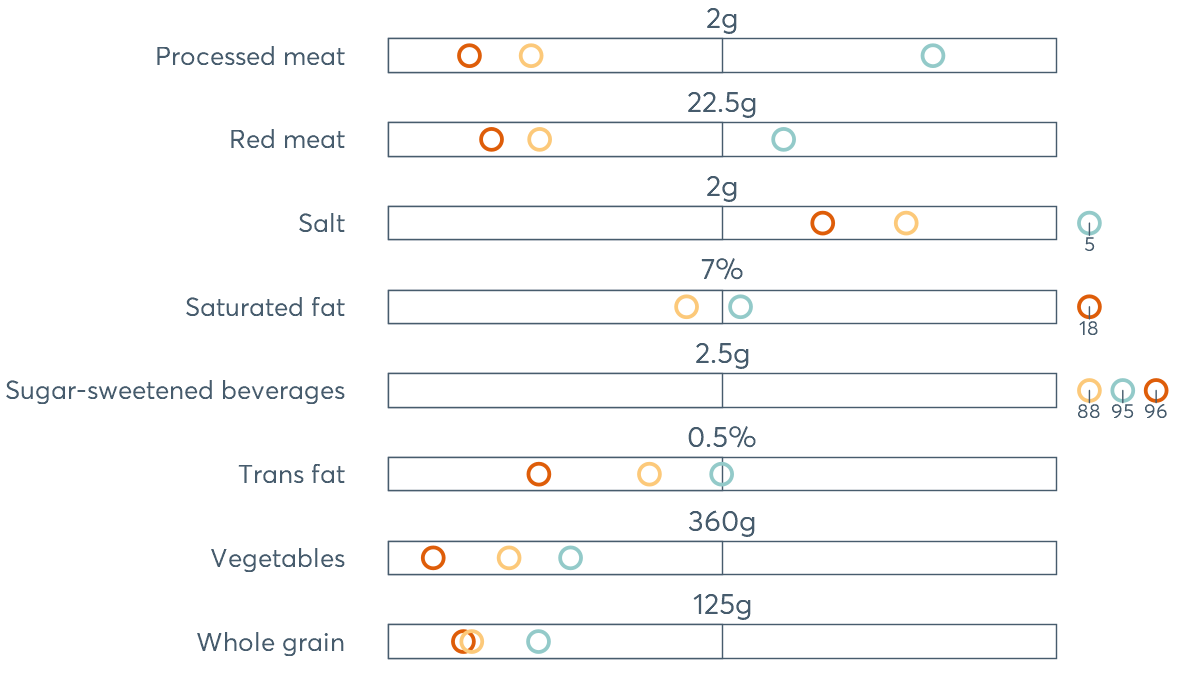 2g
Processed meat
22.5g
Red meat
2g
Salt
5
7%
Saturated fat
18
2.5g
Sugar-sweetened beverages
88 95 96
0.5%
Trans fat
360g
Vegetables
125g
Whole grain